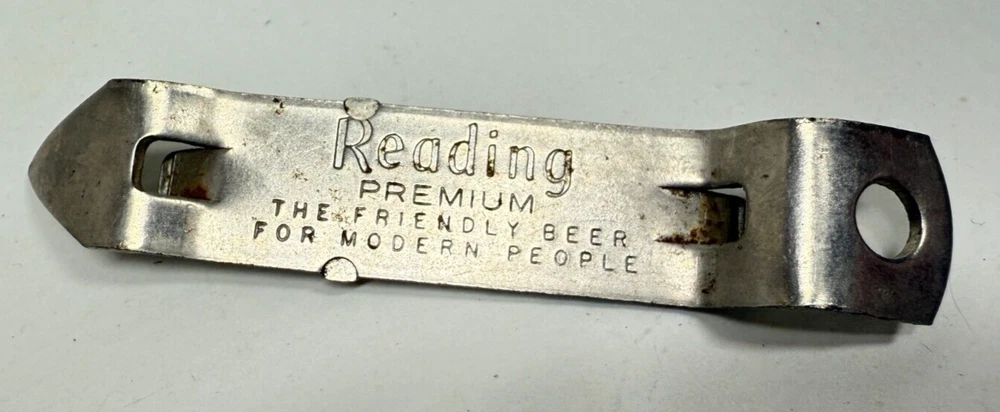 Reading
PREMIUM
THE FRIENDLY BEER
FOR MODERN PEOPLE